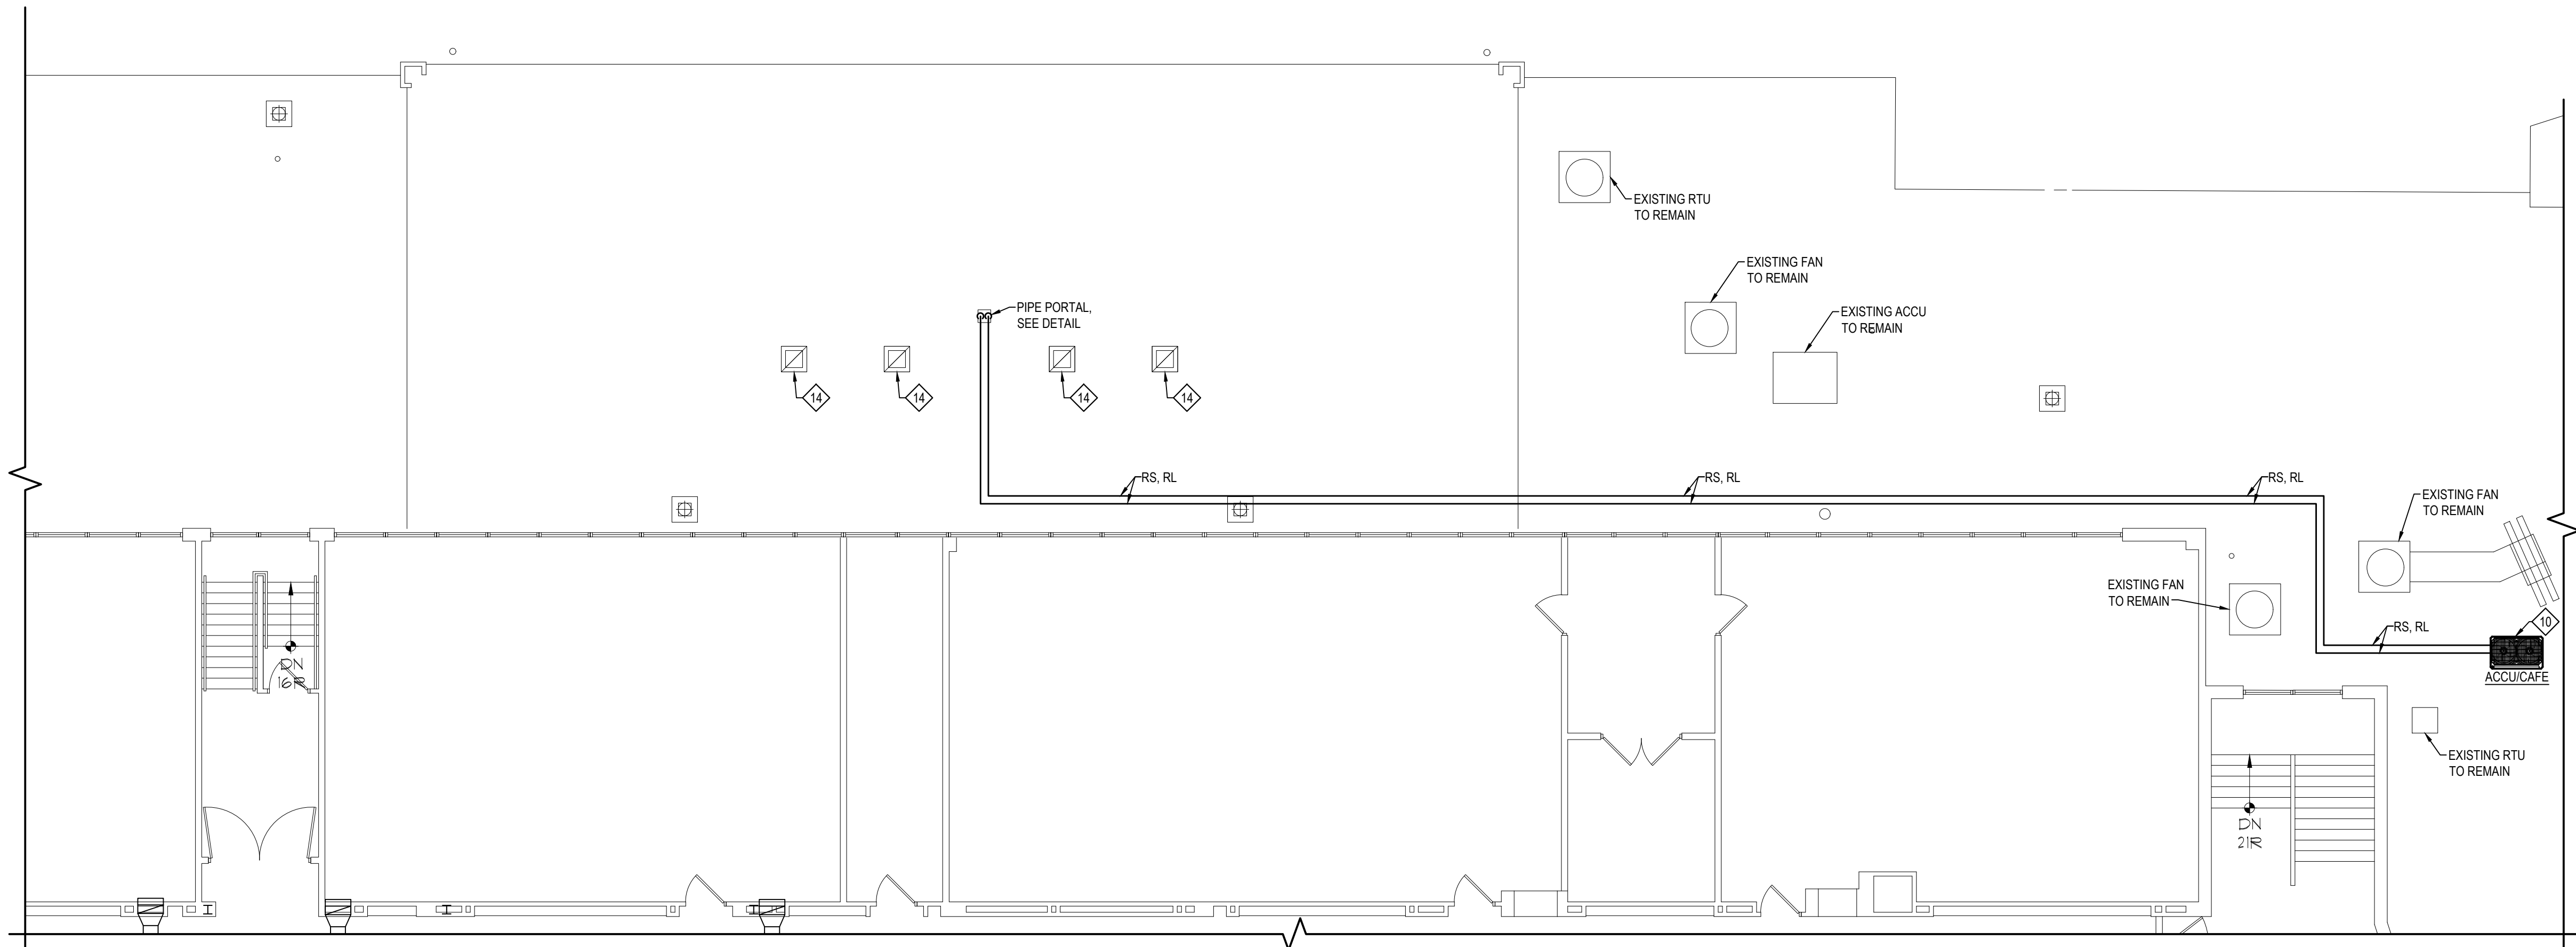 EXISTING RTU
TO REMAIN
EXISTING FAN
TO REMAIN
PIPE PORTAL,
SEE DETAIL
EXISTING ACCU
TO REMAIN
14
14
14
14
RS, RL
RS, RL
RS, RL
EXISTING FAN
TO REMAIN
EXISTING FAN
TO REMAIN
10
RS, RL
DN
16R
ACCU/CAFE
EXISTING RTU
TO REMAIN
DN
21R